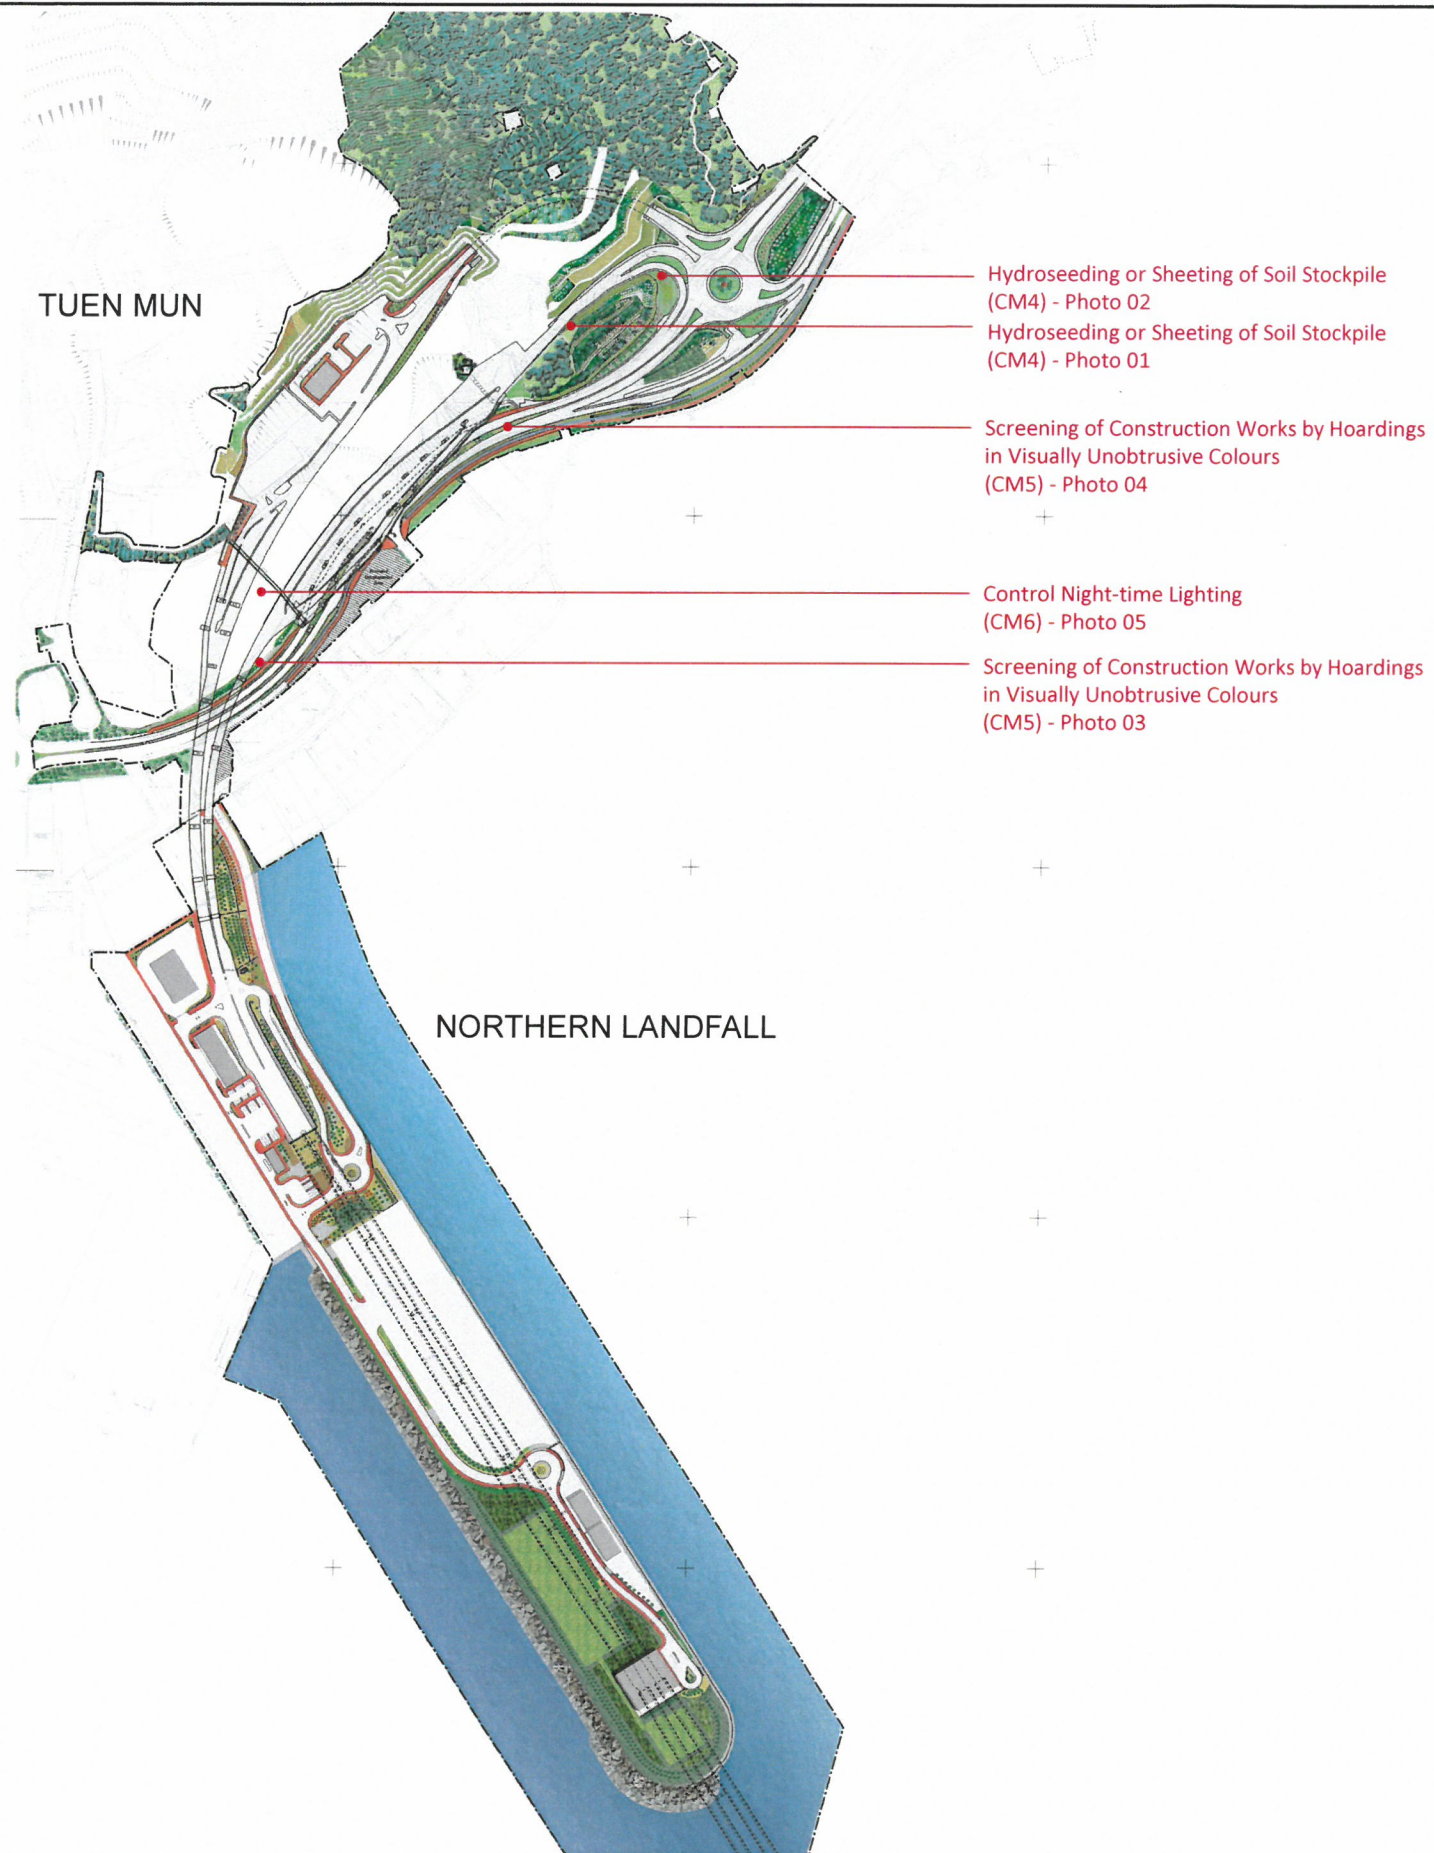 TUEN MUN
Hydroseeding or Sheeting of Soil Stockpile
(CM4) - Photo 02
Hydroseeding or Sheeting of Soil Stockpile
(CM4) - Photo 01
Screening of Construction Works by Hoardings
in Visually Unobtrusive Colours
(CM5) - Photo 04
Control Night-time Lighting
(CM6) - Photo 05
Screening of Construction Works by Hoardings
in Visually Unobtrusive Colours
(CM5) - Photo 03
NORTHERN LANDFALL